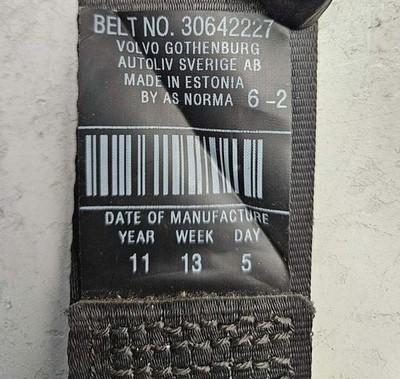 BELT NO. 30642227
VOLVO GOTHENBURG
AUTOLIV SVERIGE AB
MADE IN ESTONIA
BY AS NORMA 6-2
DATE OF MANUFACTURE
YEAR WEEK DAY
11 13 5